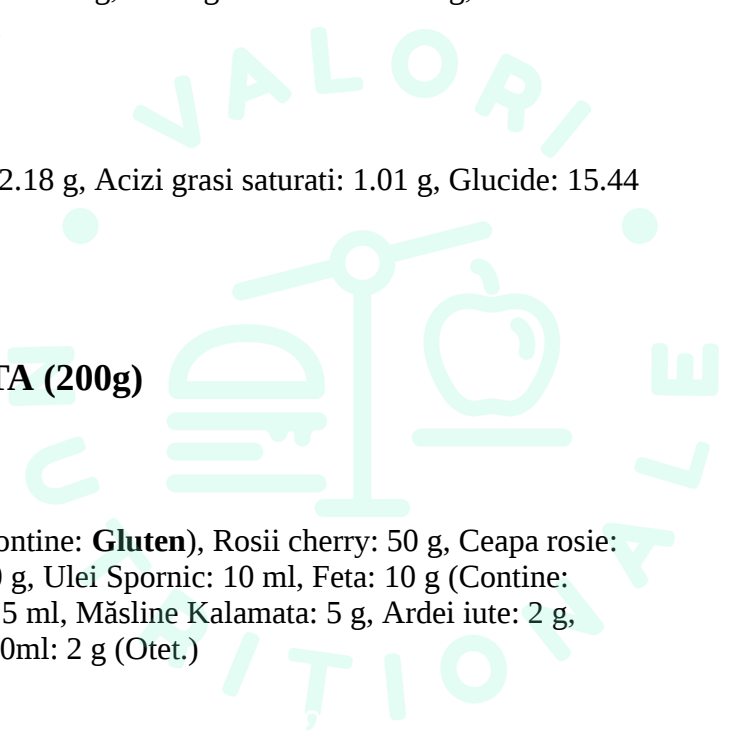 VALORI
2.18 g, Acizi grasi saturati: 1.01 g, Glucide: 15.44
TA (200g)
ontine: Gluten), Rosii cherry: 50 g, Ceapa rosie:
0 g, Ulei Spornic: 10 ml, Feta: 10 g (Contine:
5 ml, Măsline Kalamata: 5 g, Ardei iute: 2 g,
0ml: 2 g (Otet.)
NUTRITIONALE